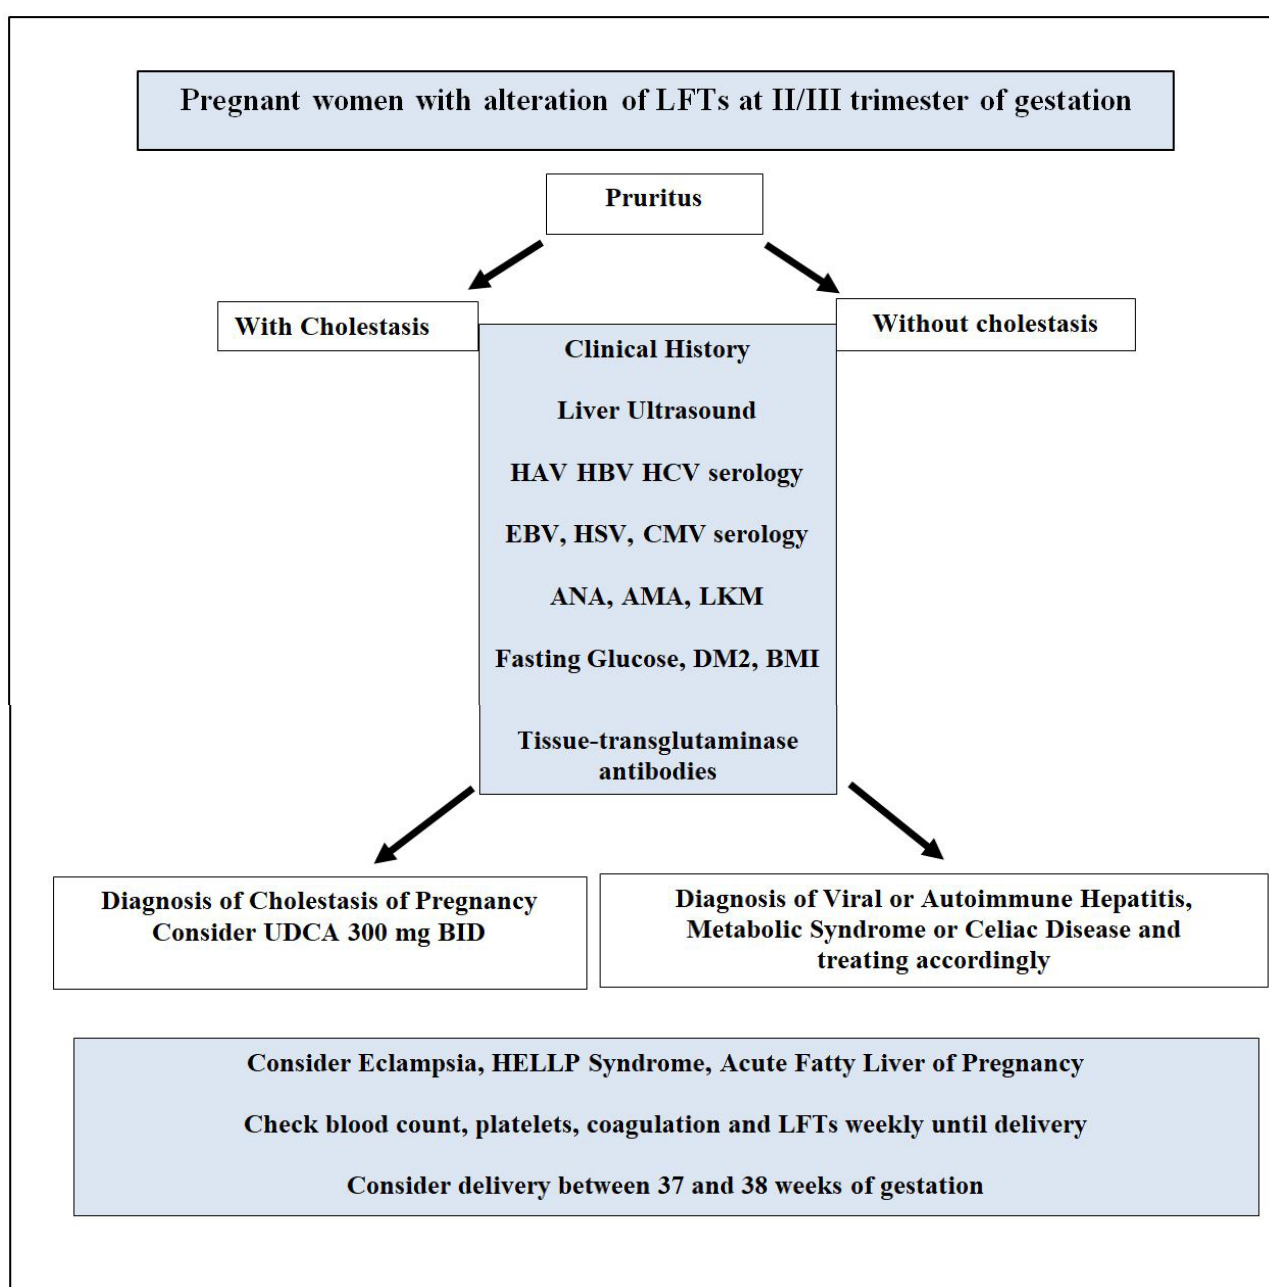 Pregnant women with alteration of LFTs at II/III trimester of gestation
Pruritus
With Cholestasis
Without cholestasis
Clinical History
Liver Ultrasound
HAV HBV HCV serology
EBV, HSV, CMV serology
ANA, AMA, LKM
Fasting Glucose, DM2, BMI
Tissue-transglutaminase
antibodies
Diagnosis of Cholestasis of Pregnancy
Consider UDCA 300 mg BID
Diagnosis of Viral or Autoimmune Hepatitis,
Metabolic Syndrome or Celiac Disease and
treating accordingly
Consider Eclampsia, HELLP Syndrome, Acute Fatty Liver of Pregnancy
Check blood count, platelets, coagulation and LFTs weekly until delivery
Consider delivery between 37 and 38 weeks of gestation